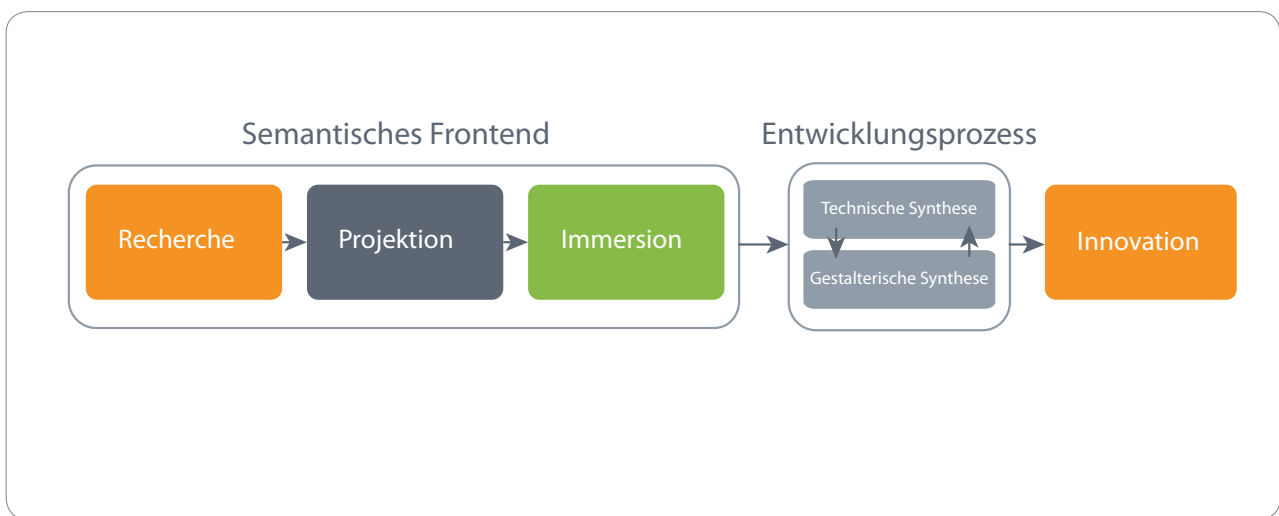 Semantisches Frontend
Entwicklungsprozess
Recherche
Projektion
Immersion
Technische Synthese
Gestalterische Synthese
Innovation